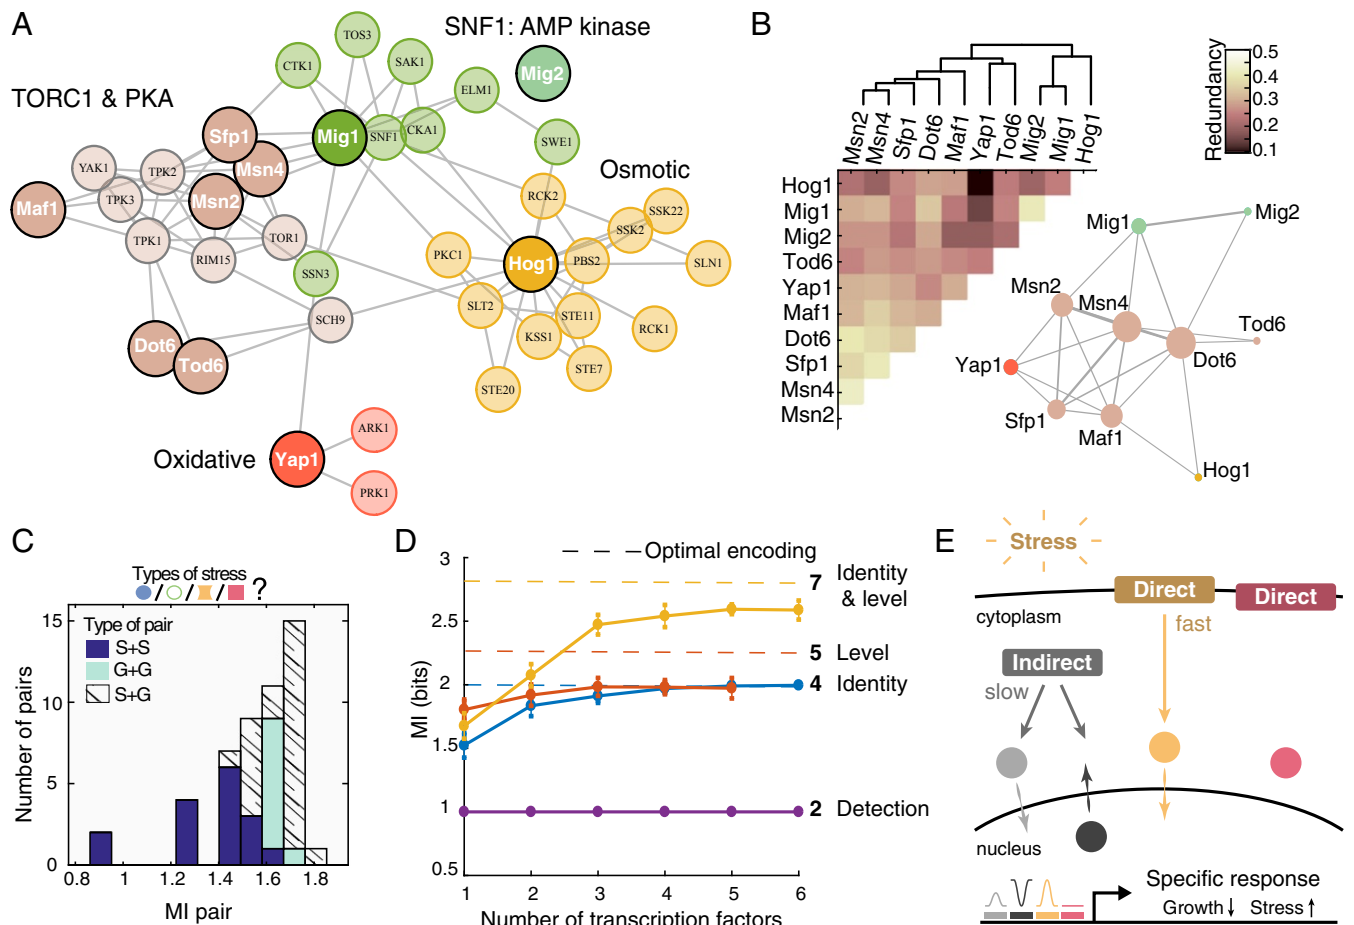 A
SNF1: AMP kinase
TORC1 & PKA
TOS3
CTK1
SAK1
Mig2
ELM1
Sfp1
Mig1
SNF1
CKA1
SWE1
YAK1
TPK2
Msn4
Osmotic
Maf1
TPK3
Msn2
RCK2
SSK22
SSK2
TPK1
RIM15
TOR1
SSN3
PKC1
Hog1
PBS2
SLN1
SLT2
STE11
SCH9
KSS1
RCK1
Dot6
Tod6
STE7
STE20
ARK1
Oxidative
Yap1
PRK1
B
Msn2
Msn4
Sfp1
Dot6
Maf1
Yap1
Tod6
Mig2
Mig1
Hog1
Redundancy
0.5
0.4
0.3
0.2
0.1
Hog1
Mig1
Mig2
Tod6
Yap1
Maf1
Dot6
Sfp1
Msn4
Msn2
Mig1
Mig2
Msn2
Msn4
Tod6
Dot6
Yap1
Sfp1
Maf1
Hog1
C
Types of stress
/ / / ?
Type of pair
S+S
G+G
S+G
Number of pairs
15
10
5
0
0.8 1 1.2 1.4 1.6 1.8
MI pair
D
Optimal encoding
MI (bits)
3
2.5
2
1.5
1
0.5
7 Identity
& level
5 Level
4 Identity
2 Detection
1 2 3 4 5 6
Number of transcription factors
E
Stress
Direct
Direct
cytoplasm
fast
Indirect
slow
nucleus
Specific response
Growth↓ Stress↑